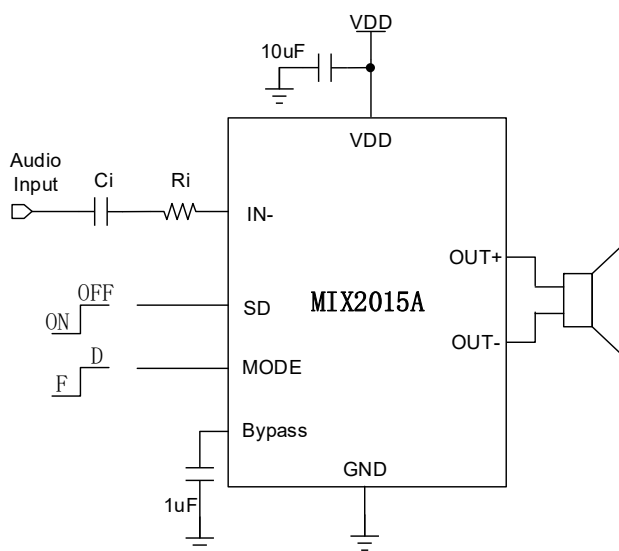 VDD
10uF
VDD
Audio
Input
Ci
Ri
IN-
OUT+
OFF
ON
SD
MIX2015A
OUT-
D
F
MODE
Bypass
GND
1uF